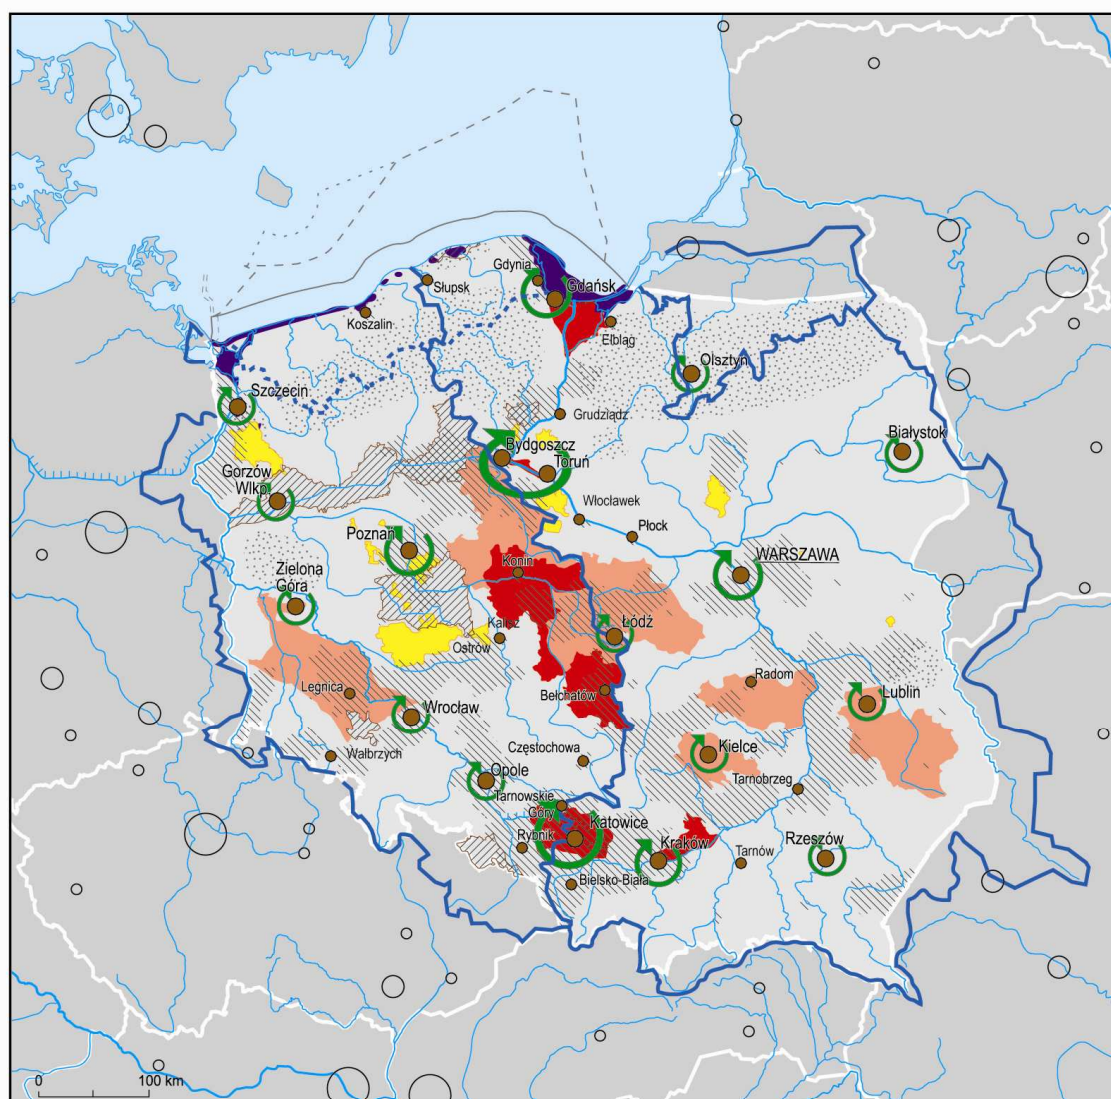 Gdynia
Gdańsk
Słupsk
Koszalin
Elbląg
Olsztyn
Szczecin
Grudziądz
Białystok
Bydgoszcz
Toruń
Gorzów
Wlkp.
Włocławek
Płock
Poznań
WARSZAWA
Konin
Zielona
Góra
Łódź
Kalisz
Ostrów
Radom
Legnica
Bełchatów
Lublin
Wrocław
Częstochowa
Kielce
Wałbrzych
Opole
Tarnobrzeg
Tarnowskie
Góry
Katowice
Rybnik
Kraków
Tarnów
Rzeszów
Bielsko-Biała
0 100 km